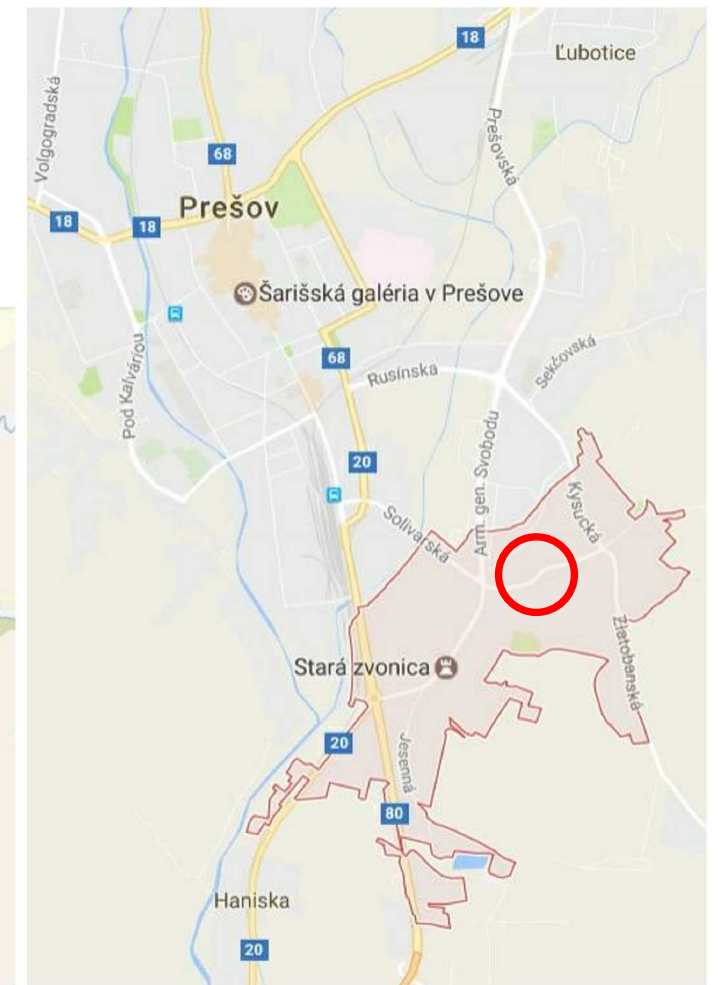 18
Ľubotice
Volgogradská
Prešovská
68
Prešov
18
18
Šarišská galéria v Prešove
Pod Kalváriou
68
Rusínska
Sekčovská
Arm. gen. Svobodu
20
Kysucká
Solivarská
Zlatobanská
Stará zvonica
20
Jesenná
80
Haniska
20